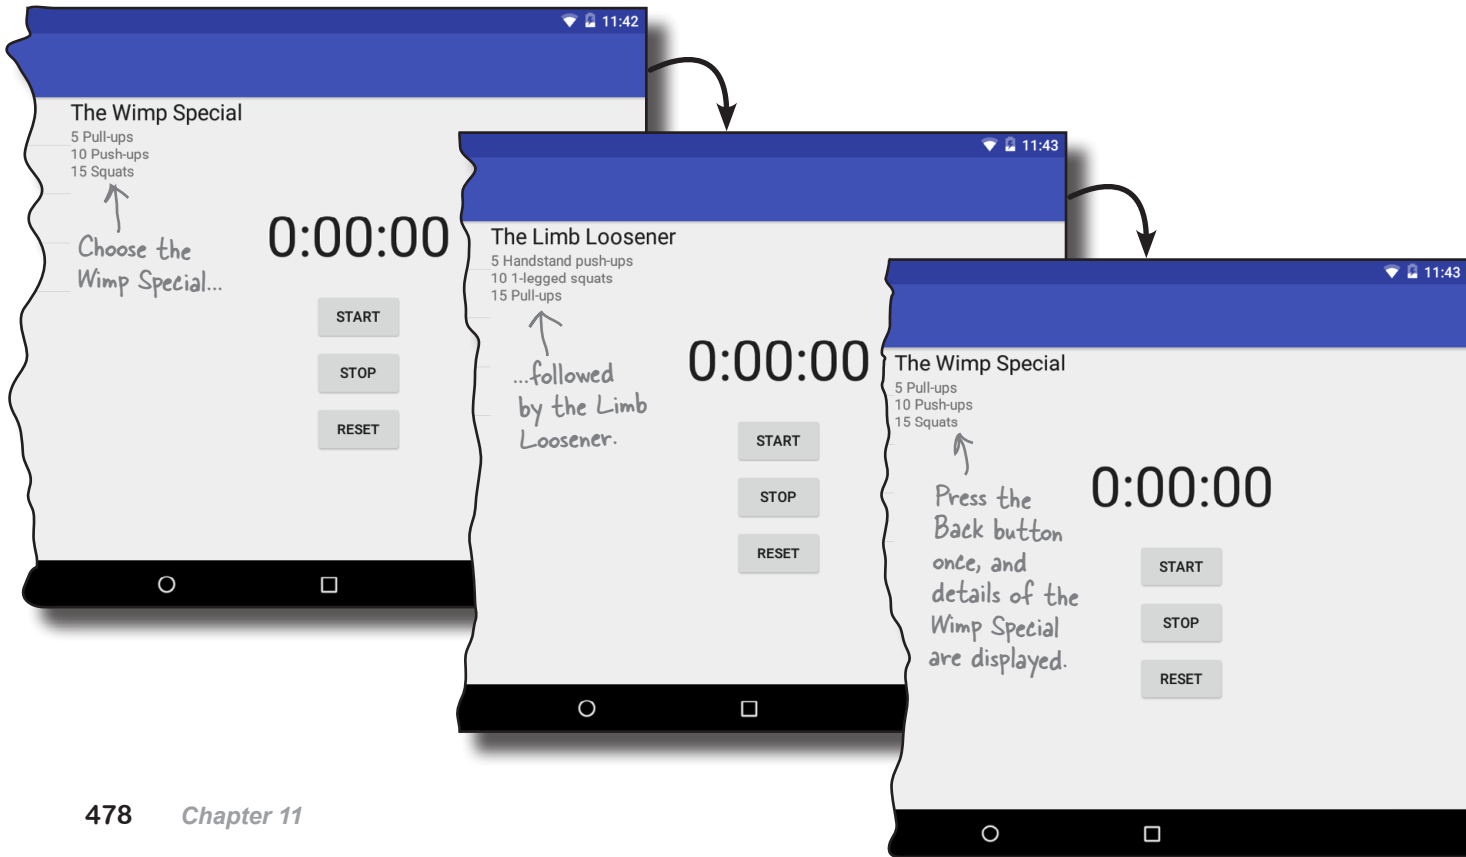 11:42
The Wimp Special
5 Pull-ups
10 Push-ups
15 Squats
Choose the
Wimp Special...
0:00:00
START
STOP
RESET
11:43
The Limb Loosener
5 Handstand push-ups
10 1-legged squats
15 Pull-ups
...followed
by the Limb
Loosener.
0:00:00
START
STOP
RESET
11:43
The Wimp Special
5 Pull-ups
10 Push-ups
15 Squats
Press the
Back button
once, and
details of the
Wimp Special
are displayed.
0:00:00
START
STOP
RESET
478 Chapter 11